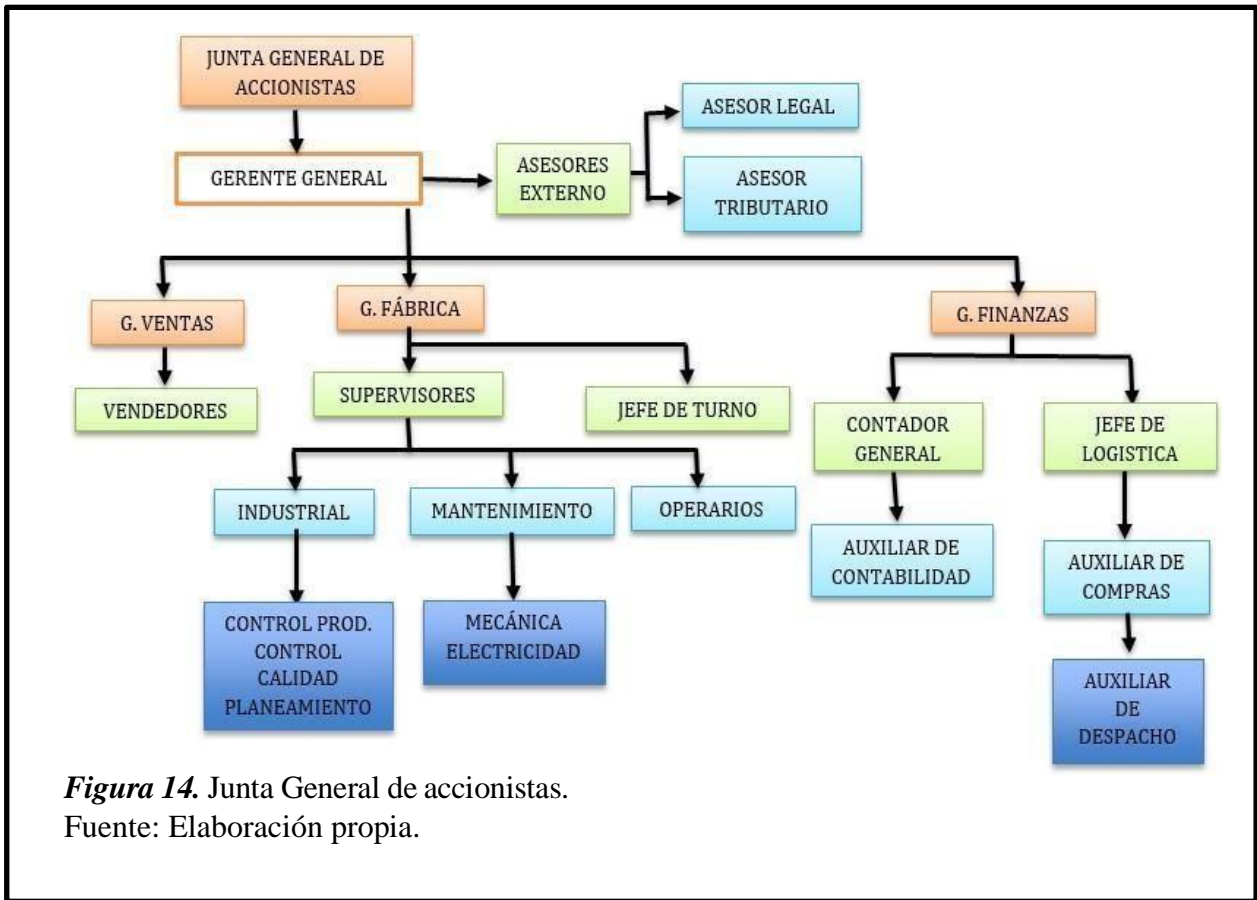 JUNTA GENERAL DE
ACCIONISTAS
ASESOR LEGAL
GERENTE GENERAL
ASESORES
EXTERNO
ASESOR
TRIBUTARIO
G. VENTAS
G. FÁBRICA
G. FINANZAS
VENDEDORES
SUPERVISORES
JEFE DE TURNO
CONTADOR
GENERAL
JEFE DE
LOGISTICA
INDUSTRIAL
MANTENIMIENTO
OPERARIOS
AUXILIAR DE
CONTABILIDAD
AUXILIAR DE
COMPRAS
CONTROL PROD.
CONTROL
CALIDAD
PLANEAMIENTO
MECÁNICA
ELECTRICIDAD
AUXILIAR
DE
DESPACHO
Figura 14. Junta General de accionistas.
Fuente: Elaboración propia.